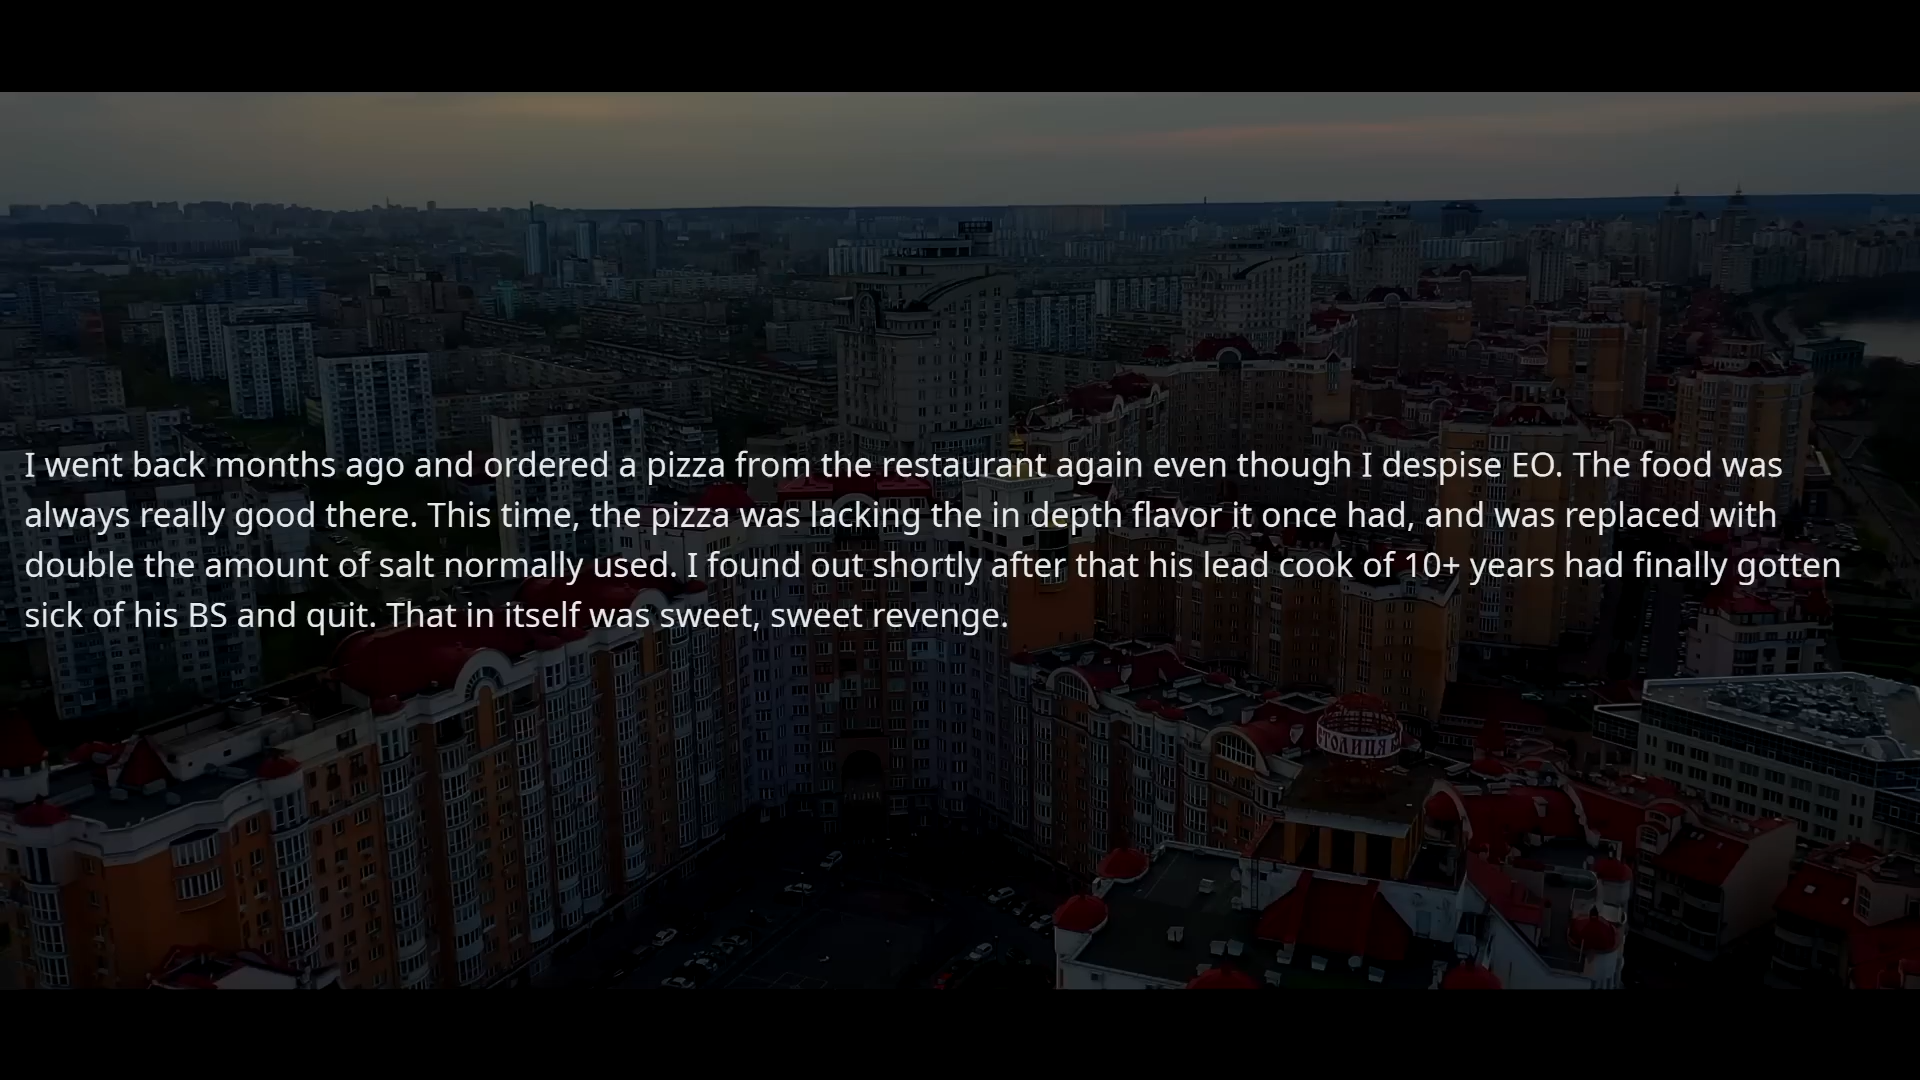 I went back months ago and ordered a pizza from the restaurant again even though I despise EO. The food was
always really good there. This time, the pizza was lacking the in depth flavor it once had, and was replaced with
double the amount of salt normally used. I found out shortly after that his lead cook of 10+ years had finally gotten
sick of his BS and quit. That in itself was sweet, sweet revenge.
СТОЛИЦЯ